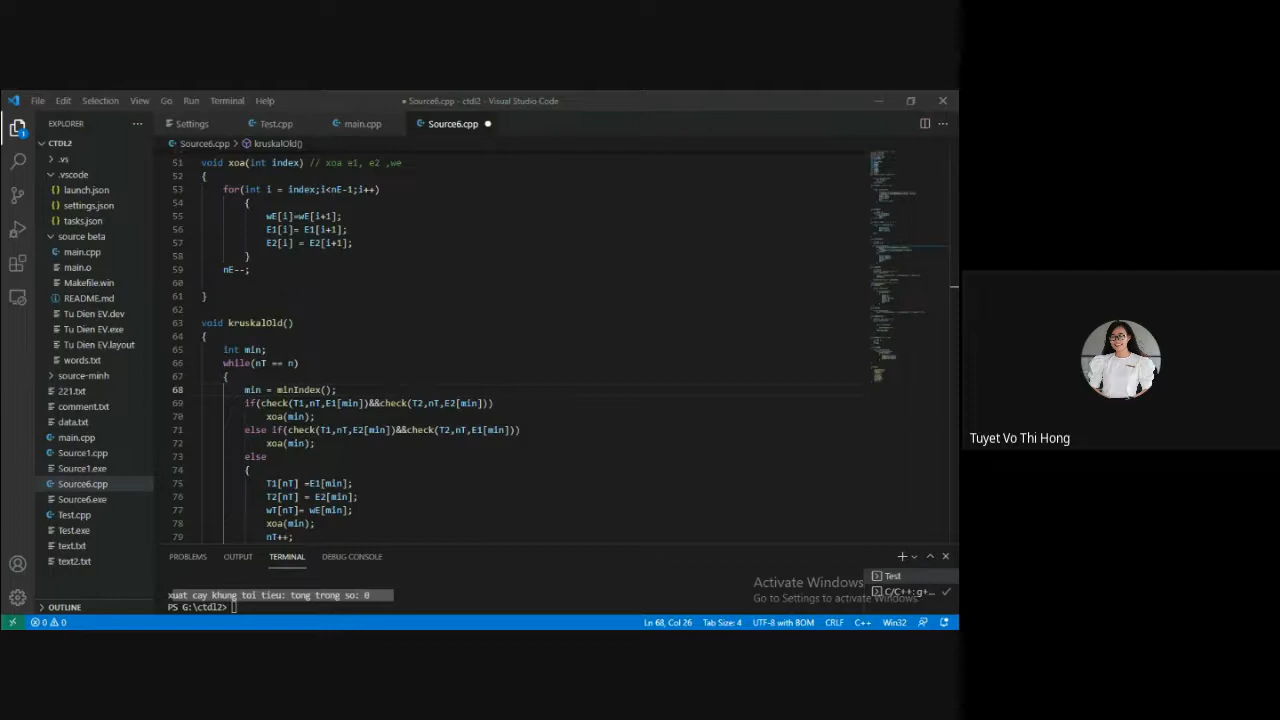 File Edit Selection View Go Run Terminal Help
● Source6.cpp - ctdl2 - Visual Studio Code
EXPLORER
Settings Test.cpp main.cpp Source6.cpp
Source6.cpp > kruskalOld()
CTDL2
.vs
.vscode
launch.json
settings.json
tasks.json
source beta
main.cpp
main.o
Makefile.win
README.md
Tu Dien EV.dev
Tu Dien EV.exe
Tu Dien EV.layout
words.txt
source-minh
221.txt
comment.txt
data.txt
main.cpp
Source1.cpp
Source1.exe
Source6.cpp
Source6.exe
Test.cpp
Test.exe
text.txt
text2.txt
OUTLINE
51 void xoa(int index) // xoa e1, e2 ,we
52 {
53 for(int i = index;i<nE-1;i++)
54 {
55 wE[i]=wE[i+1];
56 E1[i]= E1[i+1];
57 E2[i] = E2[i+1];
58 }
59 nE--;
60
61 }
62
63 void kruskalOld()
64 {
65 int min;
66 while(nT == n)
67 {
68 min = minIndex();
69 if(check(T1,nT,E1[min])&&check(T2,nT,E2[min]))
70 xoa(min);
71 else if(check(T1,nT,E2[min])&&check(T2,nT,E1[min]))
72 xoa(min);
73 else
74 {
75 T1[nT] =E1[min];
76 T2[nT] = E2[min];
77 wT[nT]= wE[min];
78 xoa(min);
79 nT++;
PROBLEMS OUTPUT TERMINAL DEBUG CONSOLE
Test
C/C++: g+...
xuat cay khung toi tieu: tong trong so: 0
PS G:\ctdl2>
Activate Windows
Go to Settings to activate Windows.
0 0
Ln 68, Col 26 Tab Size: 4 UTF-8 with BOM CRLF C++ Win32
Tuyet Vo Thi Hong